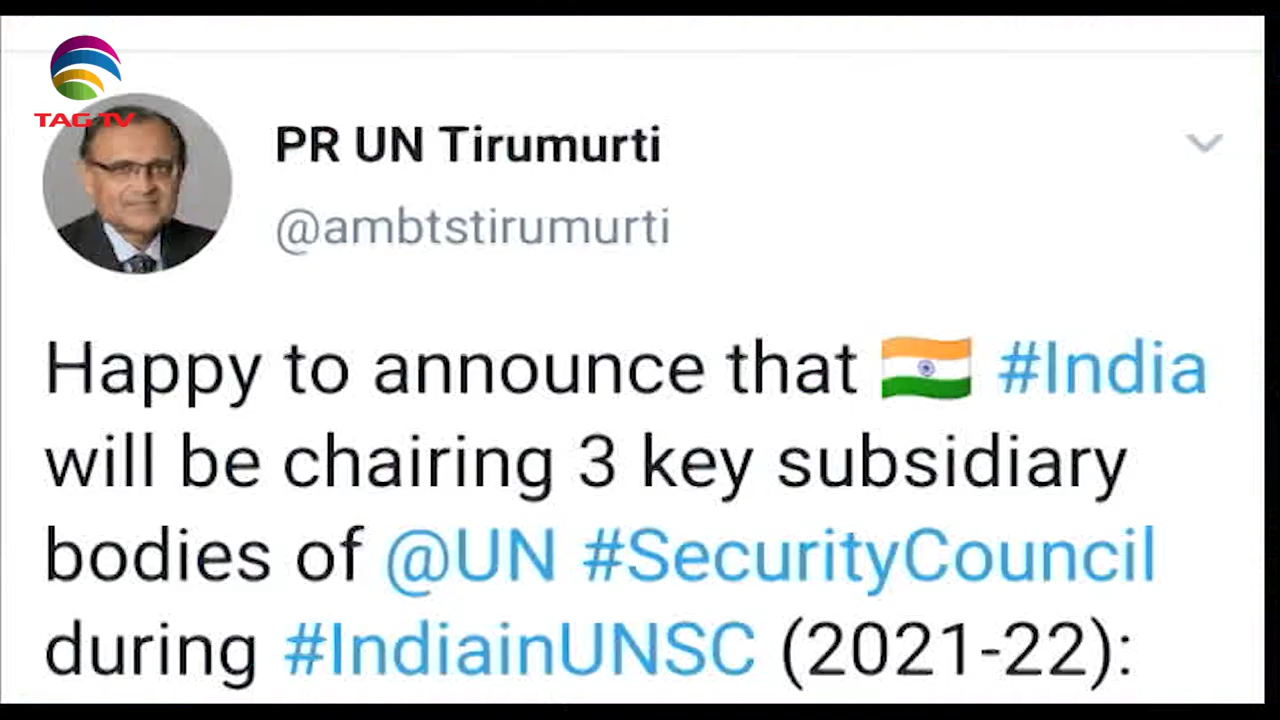 TAG TV
PR UN Tirumurti
@ambtstirumurti
Happy to announce that 🇮🇳 #India
will be chairing 3 key subsidiary
bodies of @UN #SecurityCouncil
during #IndiainUNSC (2021-22):